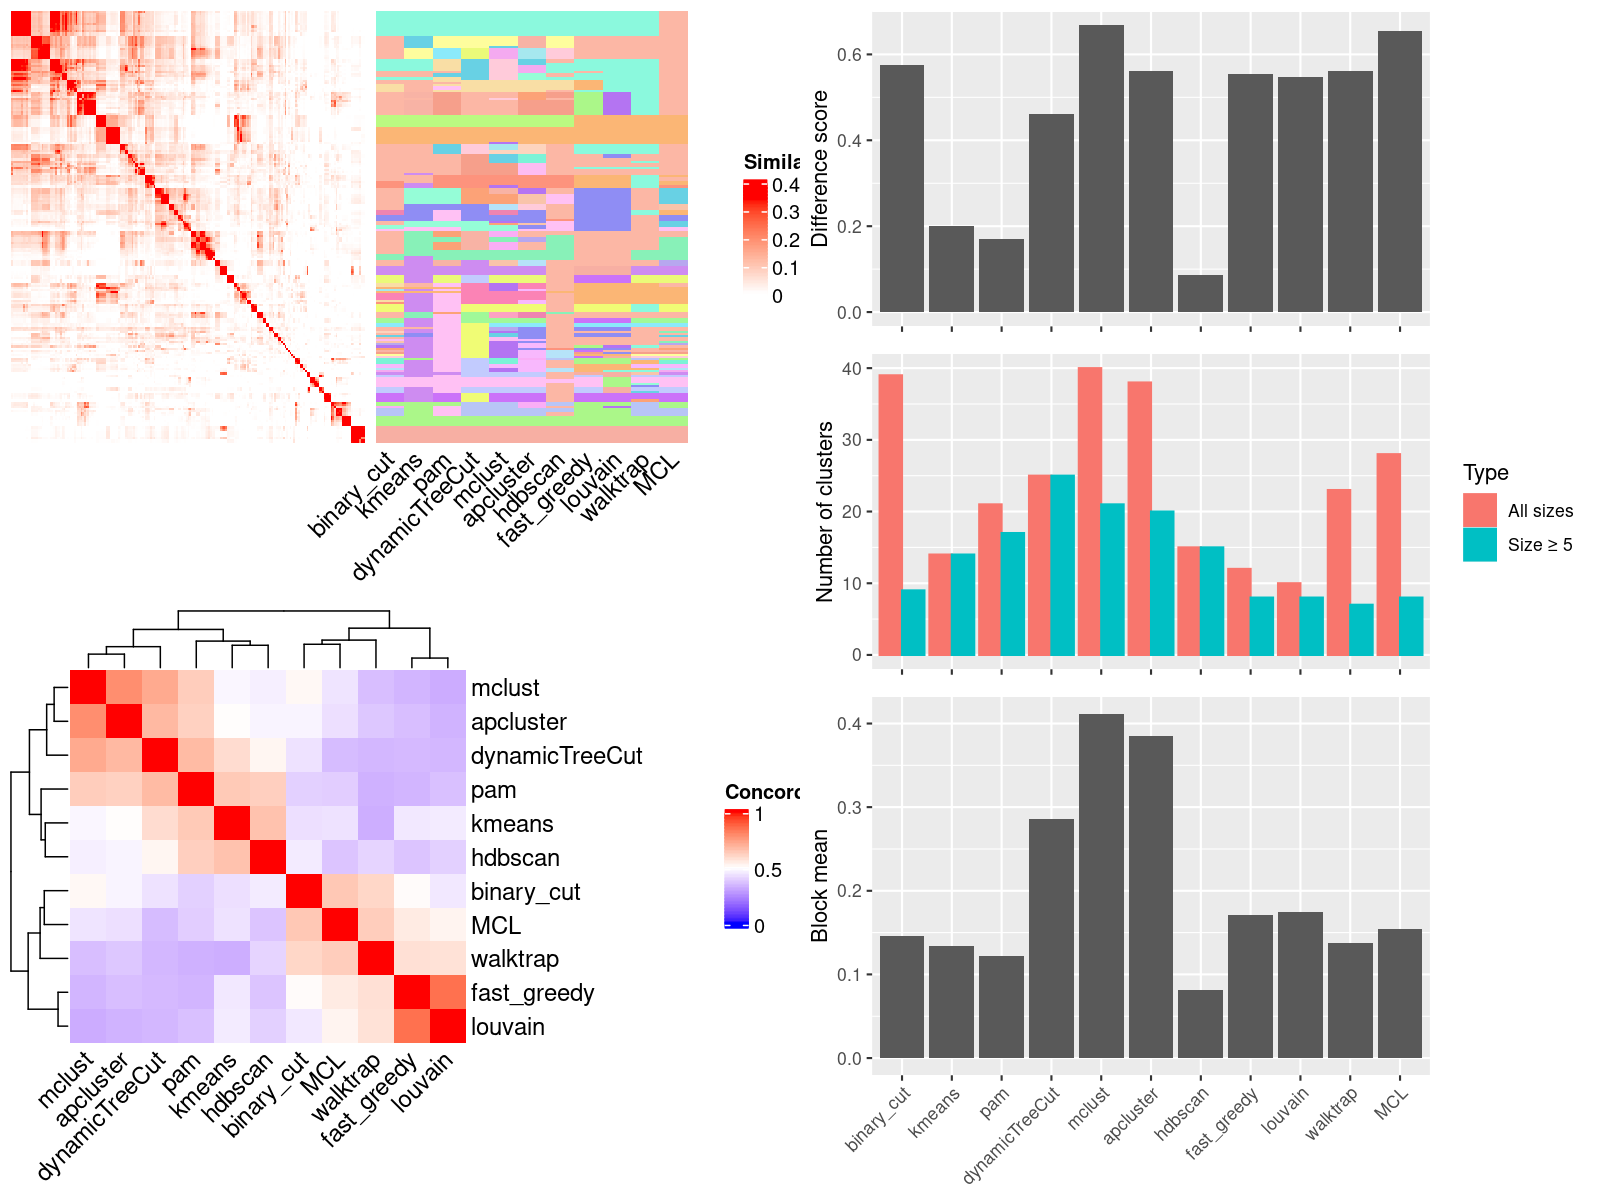 Simila
0.4
0.3
0.2
0.1
0
binary_cut
kmeans
pam
dynamicTreeCut
mclust
apcluster
hdbscan
fast_greedy
louvain
walktrap
MCL
mclust
apcluster
dynamicTreeCut
pam
kmeans
hdbscan
binary_cut
MCL
walktrap
fast_greedy
louvain
mclust
apcluster
dynamicTreeCut
pam
kmeans
hdbscan
binary_cut
MCL
walktrap
fast_greedy
louvain
Concord
1
0.5
0
Difference score
0.6
0.4
0.2
0.0
Number of clusters
40
30
20
10
0
Type
All sizes
Size ≥ 5
Block mean
0.4
0.3
0.2
0.1
0.0
binary_cut
kmeans
pam
dynamicTreeCut
mclust
apcluster
hdbscan
fast_greedy
louvain
walktrap
MCL